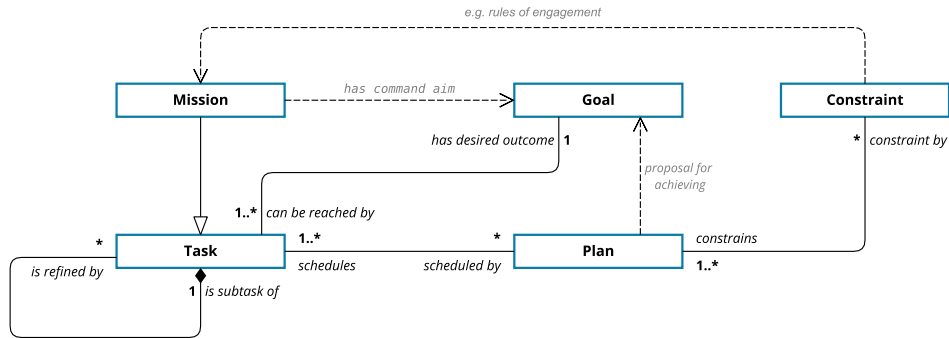 e.g. rules of engagement
Mission
has command aim
Goal
Constraint
has desired outcome
1
*
constraint by
proposal for
achieving
1..*
can be reached by
*
Task
1..*
*
Plan
constrains
is refined by
schedules
scheduled by
1..*
1
is subtask of